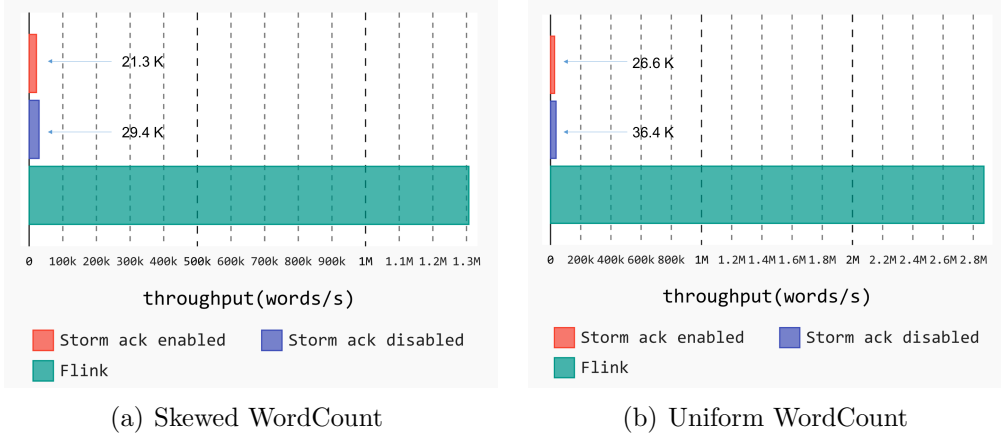 21.3 K
29.4 K
0 100k 200k 300k 400k 500k 600k 700k 800k 900k 1M 1.1M 1.2M 1.3M
throughput(words/s)
Storm ack enabled Storm ack disabled
Flink
(a) Skewed WordCount
26.6 K
36.4 K
0 200k 400k 600k 800k 1M 1.2M 1.4M 1.6M 1.8M 2M 2.2M 2.4M 2.6M 2.8M
throughput(words/s)
Storm ack enabled Storm ack disabled
Flink
(b) Uniform WordCount